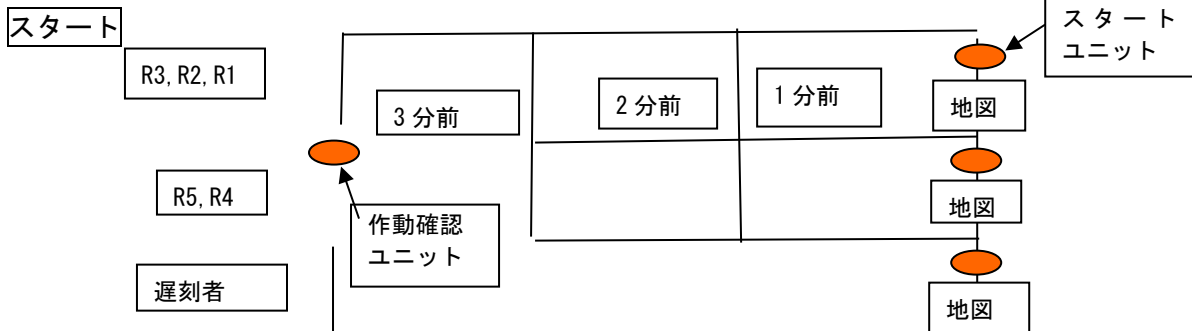 スタート
R3, R2, R1
3 分前
2 分前
1 分前
スタート
ユニット
地図
R5, R4
作動確認
ユニット
地図
遅刻者
地図